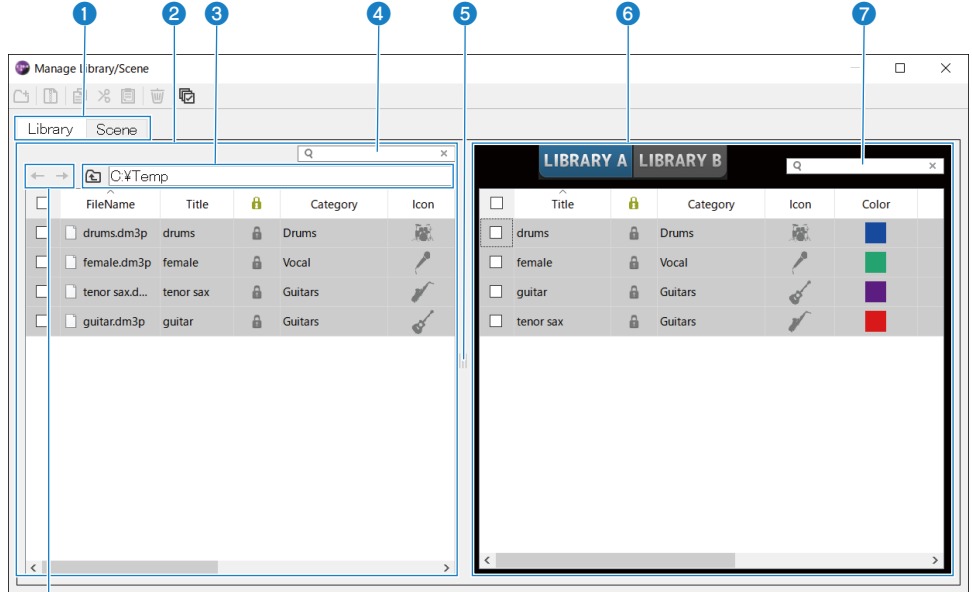 1 2 3 4 5 6 7
Manage Library/Scene
Library Scene
LIBRARY A LIBRARY B
C:¥Temp
FileName Title Category Icon
drums.dm3p drums Drums
female.dm3p female Vocal
tenor sax.d... tenor sax Guitars
guitar.dm3p guitar Guitars
Title Category Icon Color
drums Drums
female Vocal
guitar Guitars
tenor sax Guitars